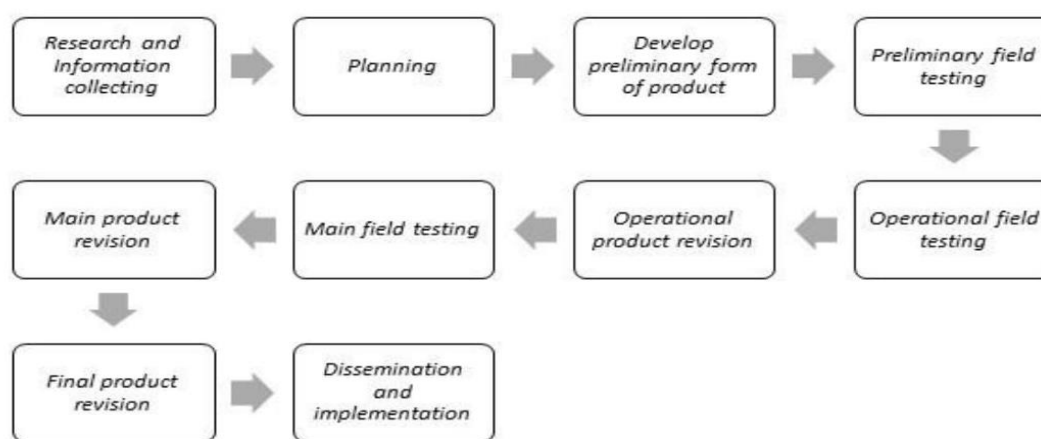 Research and
Information
collecting
Planning
Develop
preliminary form
of product
Preliminary field
testing
Operational field
testing
Operational
product revision
Main field testing
Main product
revision
Final product
revision
Dissemination
and
implementation